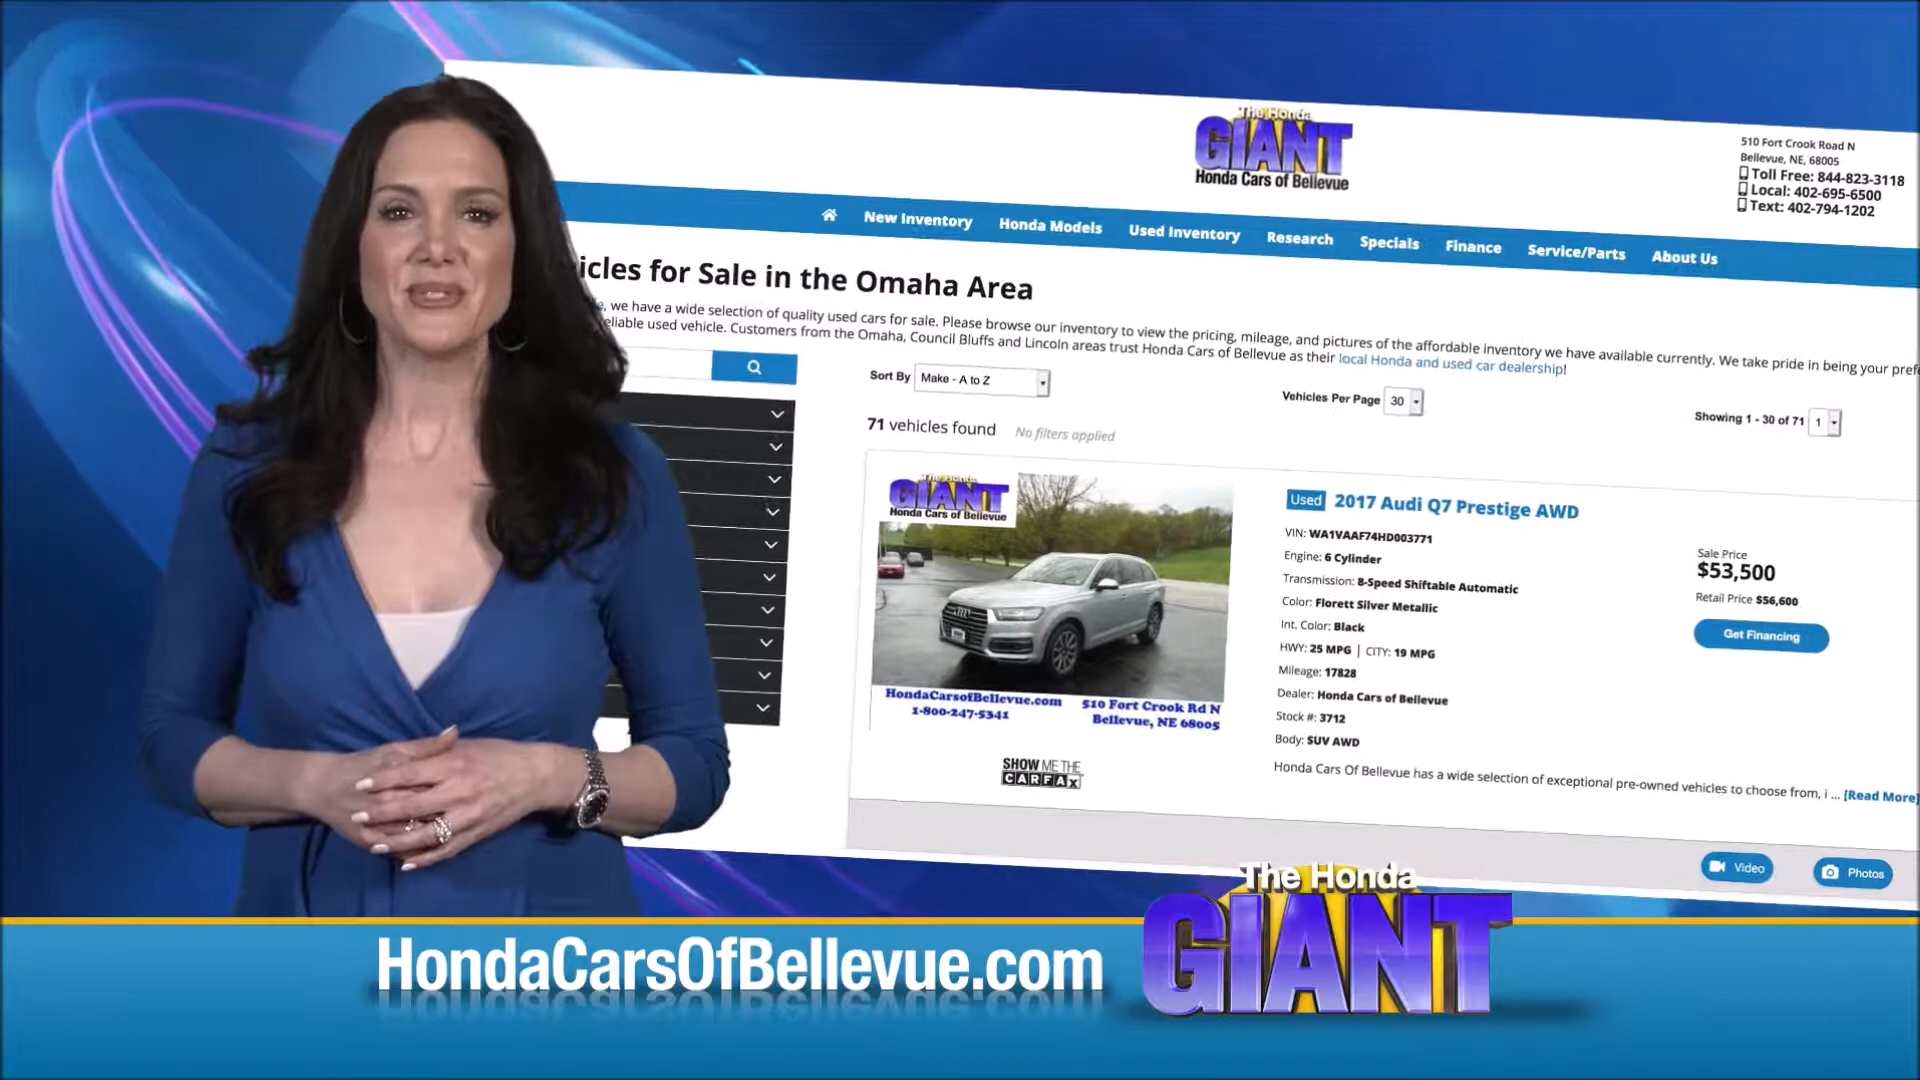 The Honda
GIANT
Honda Cars of Bellevue
510 Fort Crook Road N
Bellevue, NE, 68005
Toll Free: 844-823-3118
Local: 402-695-6500
Text: 402-794-1202
New Inventory Honda Models Used Inventory Research Specials Finance Service/Parts About Us
icles for Sale in the Omaha Area
, we have a wide selection of quality used cars for sale. Please browse our inventory to view the pricing, mileage, and pictures of the affordable inventory we have available currently. We take pride in being your
eliable used vehicle. Customers from the Omaha, Council Bluffs and Lincoln areas trust Honda Cars of Bellevue as their local Honda and used car dealership!
Sort By Make - A to Z
Vehicles Per Page 30
Showing 1 - 30 of 71 1
71 vehicles found No filters applied
The Honda
GIANT
Honda Cars of Bellevue
HondaCarsofBellevue.com
1-800-247-5341
510 Fort Crook Rd N
Bellevue, NE 68005
SHOW ME THE
CARFAX
Used 2017 Audi Q7 Prestige AWD
VIN: WA1VAAF74HD003771
Engine: 6 Cylinder
Transmission: 8-Speed Shiftable Automatic
Color: Florett Silver Metallic
Int. Color: Black
HWY: 25 MPG | CITY: 19 MPG
Mileage: 17828
Dealer: Honda Cars of Bellevue
Stock #: 3712
Body: SUV AWD
Honda Cars Of Bellevue has a wide selection of exceptional pre-owned vehicles to choose from, i ... [Read More]
Sale Price
$53,500
Retail Price $56,600
Get Financing
Video
Photos
HondaCarsOfBellevue.com
The Honda
GIANT